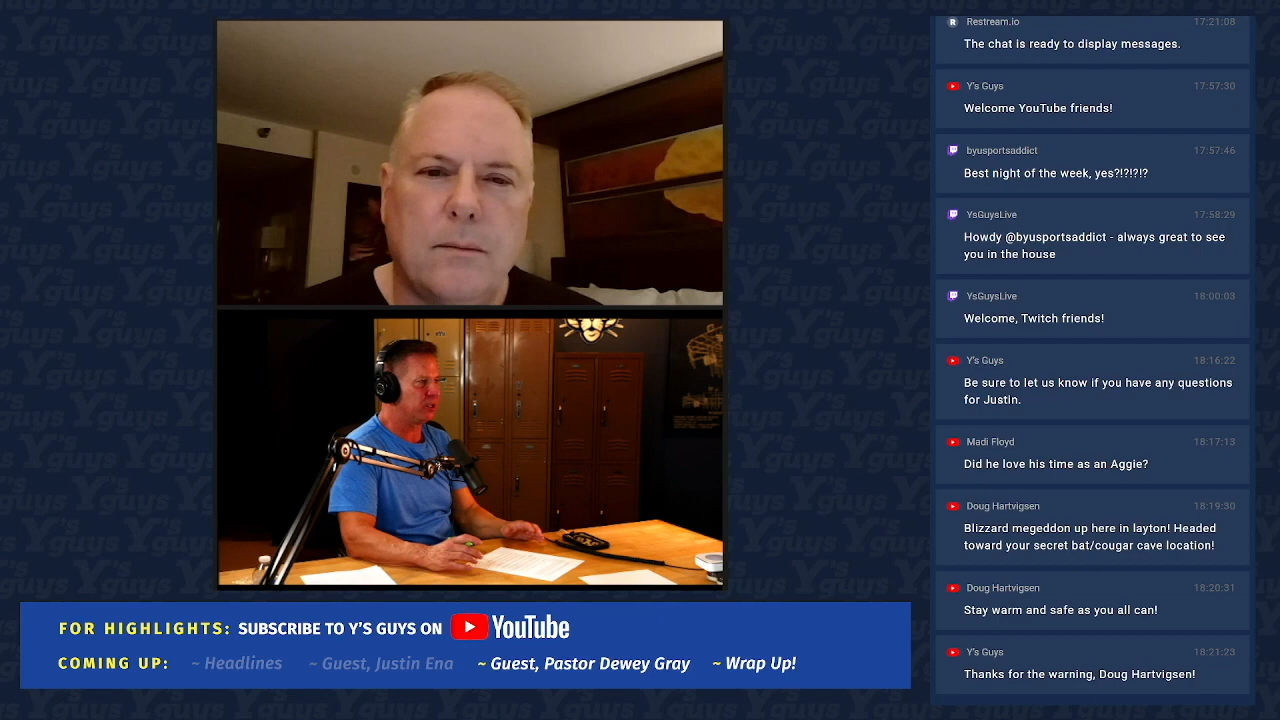 Restream.io 17:21:08
The chat is ready to display messages.
Y's Guys 17:57:30
Welcome YouTube friends!
byusportsaddict 17:57:46
Best night of the week, yes?!?!?!?
YsGuysLive 17:58:29
Howdy @byusportsaddict - always great to see
you in the house
YsGuysLive 18:00:03
Welcome, Twitch friends!
Y's Guys 18:16:22
Be sure to let us know if you have any questions
for Justin.
Madi Floyd 18:17:13
Did he love his time as an Aggie?
Doug Hartvigsen 18:19:30
Blizzard megeddon up here in layton! Headed
toward your secret bat/cougar cave location!
Doug Hartvigsen 18:20:31
Stay warm and safe as you all can!
Y's Guys 18:21:23
Thanks for the warning, Doug Hartvigsen!
FOR HIGHLIGHTS: SUBSCRIBE TO Y'S GUYS ON YouTube
COMING UP: ~ Headlines ~ Guest, Justin Ena ~ Guest, Pastor Dewey Gray ~ Wrap Up!